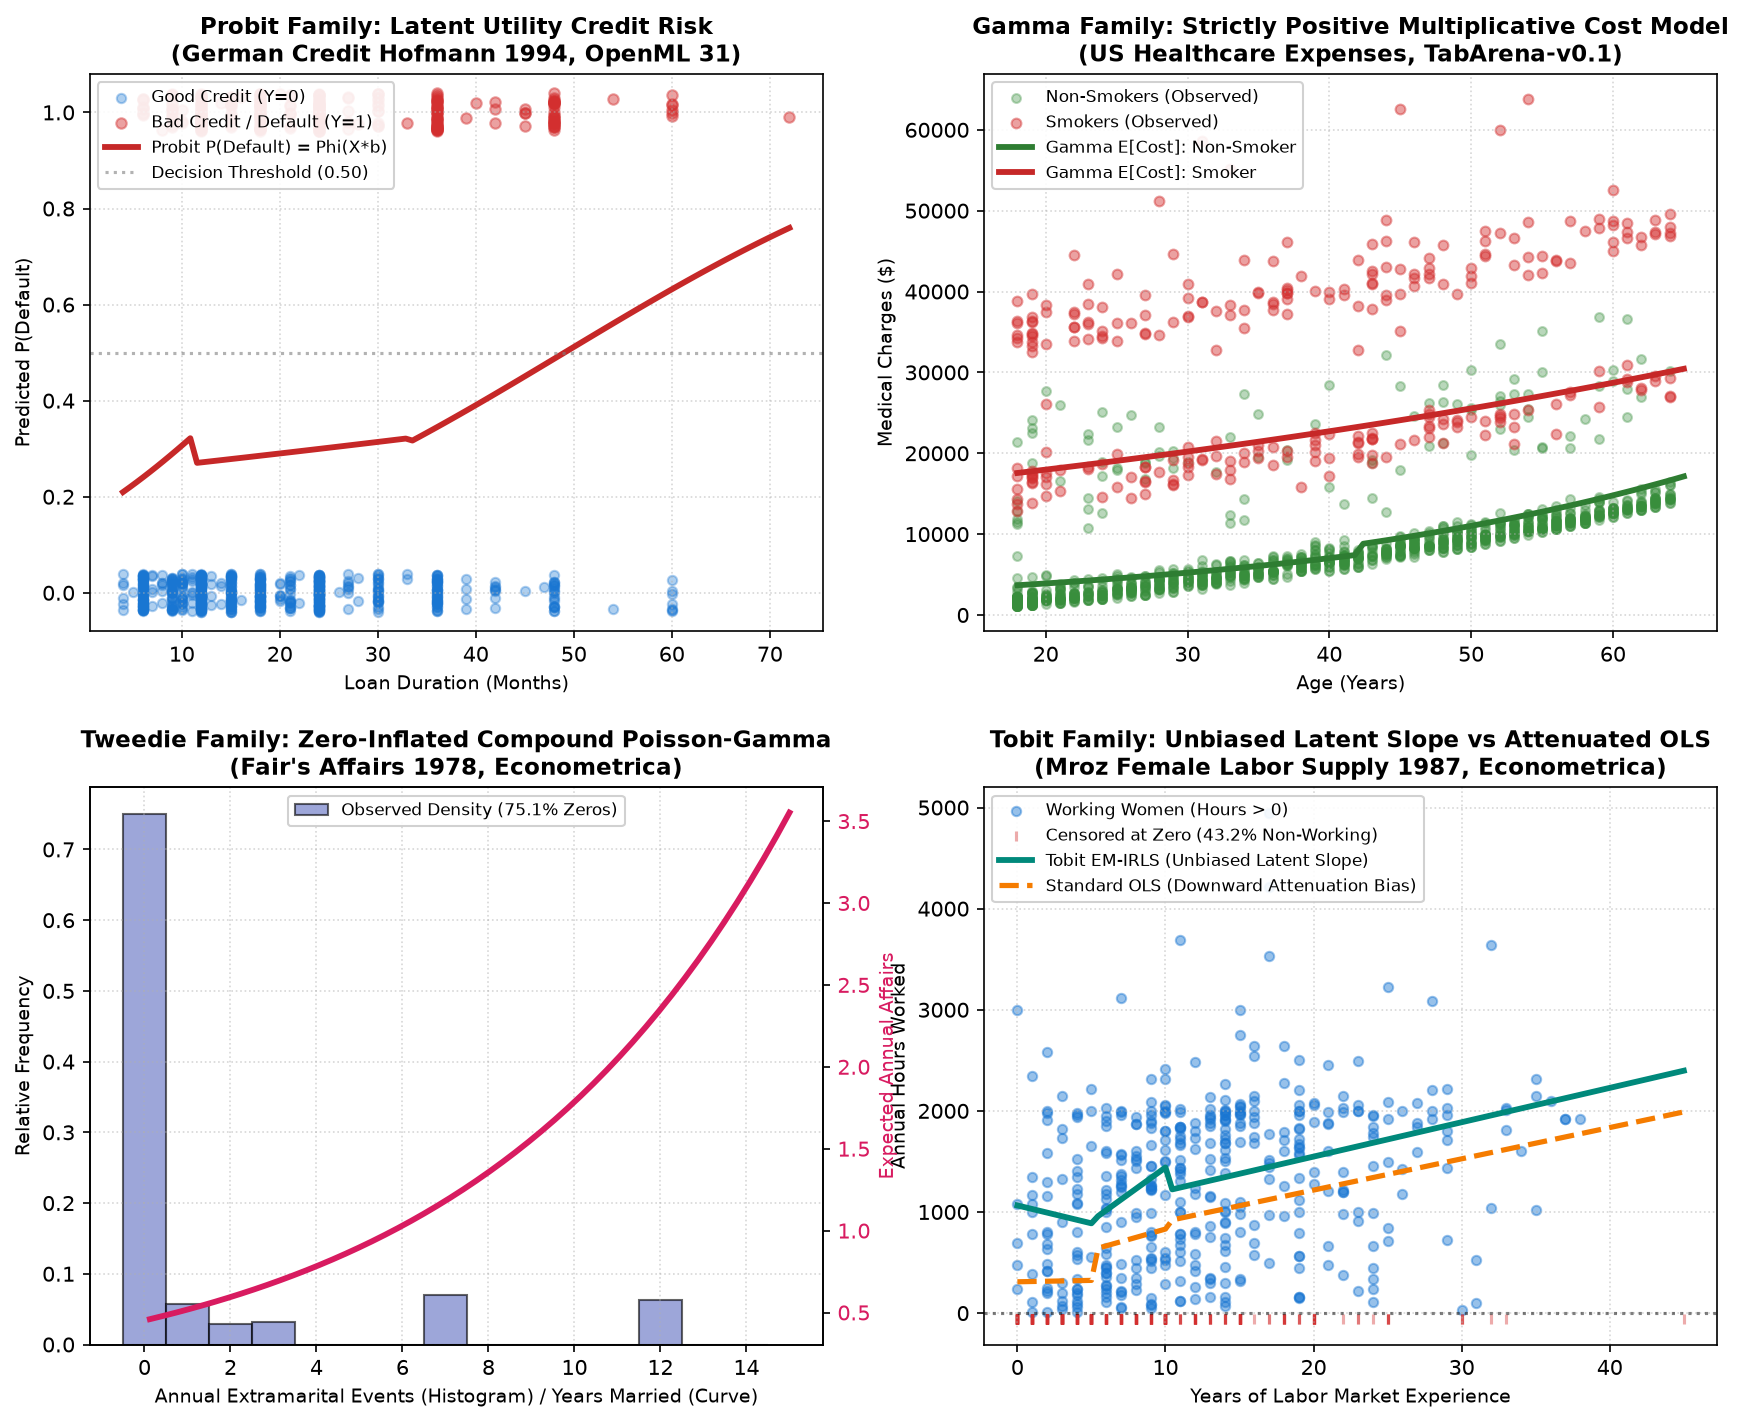 Probit Family: Latent Utility Credit Risk
(German Credit Hofmann 1994, OpenML 31)
Good Credit (Y=0)
Bad Credit / Default (Y=1)
Probit P(Default) = Phi(X*b)
Decision Threshold (0.50)
Predicted P(Default)
1.0
0.8
0.6
0.4
0.2
0.0
10 20 30 40 50 60 70
Loan Duration (Months)
Gamma Family: Strictly Positive Multiplicative Cost Model
(US Healthcare Expenses, TabArena-v0.1)
Non-Smokers (Observed)
Smokers (Observed)
Gamma E[Cost]: Non-Smoker
Gamma E[Cost]: Smoker
Medical Charges ($)
60000
50000
40000
30000
20000
10000
0
20 30 40 50 60
Age (Years)
Tweedie Family: Zero-Inflated Compound Poisson-Gamma
(Fair's Affairs 1978, Econometrica)
Observed Density (75.1% Zeros)
Relative Frequency
0.7
0.6
0.5
0.4
0.3
0.2
0.1
0.0
0 2 4 6 8 10 12 14
Annual Extramarital Events (Histogram) / Years Married (Curve)
3.5
3.0
2.5
2.0
1.5
1.0
0.5
Expected Annual Affairs
Tobit Family: Unbiased Latent Slope vs Attenuated OLS
(Mroz Female Labor Supply 1987, Econometrica)
Working Women (Hours > 0)
Censored at Zero (43.2% Non-Working)
Tobit EM-IRLS (Unbiased Latent Slope)
Standard OLS (Downward Attenuation Bias)
Annual Hours Worked
5000
4000
3000
2000
1000
0
0 10 20 30 40
Years of Labor Market Experience